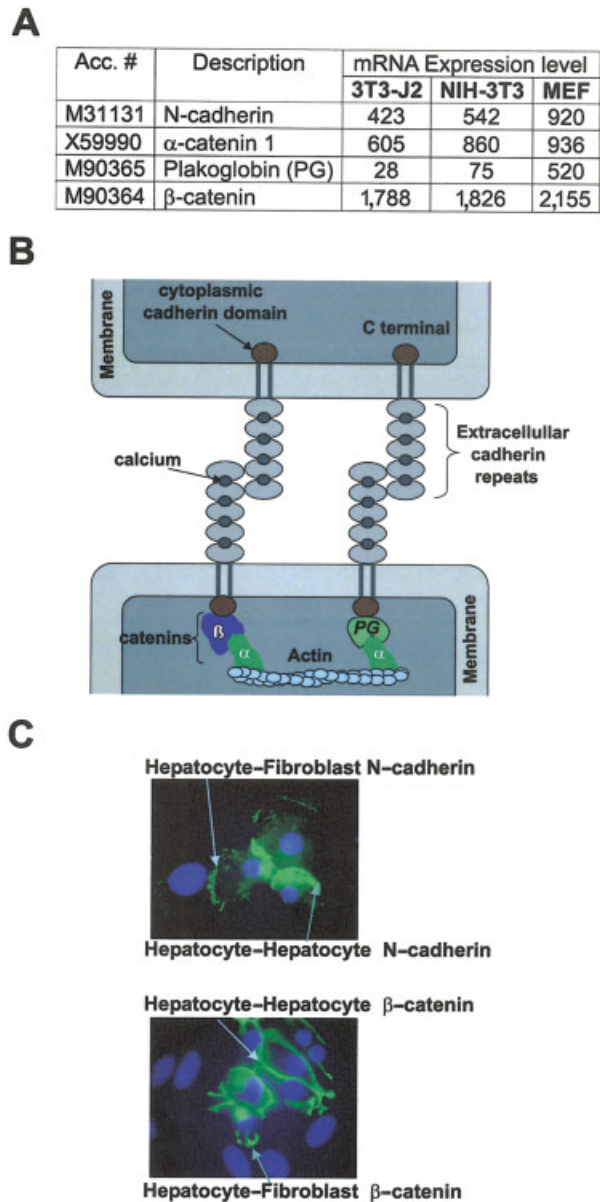 A
Acc. # Description mRNA Expression level
3T3-J2 NIH-3T3 MEF
M31131 N-cadherin 423 542 920
X59990 α-catenin 1 605 860 936
M90365 Plakoglobin (PG) 28 75 520
M90364 β-catenin 1,788 1,826 2,155
B
Membrane
cytoplasmic
cadherin domain
C terminal
calcium
Extracellullar
cadherin
repeats
catenins
ß
α
Actin
PG
α
Membrane
C
Hepatocyte–Fibroblast N-cadherin
Hepatocyte–Hepatocyte N-cadherin
Hepatocyte–Hepatocyte β-catenin
Hepatocyte–Fibroblast β-catenin